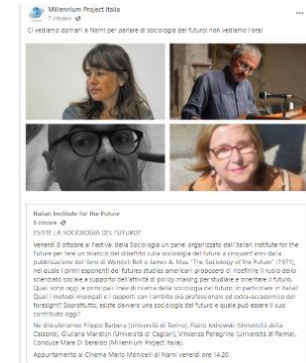 Millennium Project Italia
7 ottobre
Ci vediamo domani a Narni per parlare di sociologia del futuro: non vediamo l'ora!
Italian Institute for the Future
5 ottobre
ESISTE LA SOCIOLOGIA DEL FUTURO?
Venerdì 8 ottobre al Festival della Sociologia un panel organizzato dall'Italian Institute for the
Future per fare un bilancio del dibattito sulla sociologia del futuro a cinquant'anni dalla
pubblicazione del libro di Wendell Bell e James A. Mau "The Sociology of the Future" (1971),
nel quale i primi esponenti dei futures studies americani proposero di ridefinire il ruolo dello
scienziato sociale a supporto dell'attività di policy-making per studiare e orientare il futuro.
Quali sono oggi le principali linee di ricerca della sociologia del futuro, in particolare in Italia?
Quali i metodi impiegati e i rapporti con l'ambito più professionale ed extra-accademico del
foresight? Soprattutto, esiste davvero una sociologia del futuro e quale può essere il suo
contributo oggi?
Ne discuteranno Filippo Barbera (Università di Torino), Paolo Jedlowski (Università della
Calabria), Giuliana Mandich (Università di Cagliari), Vincenza Pellegrino (Università di Parma).
Conduce Mara Di Berardo (Millennium Project Italia).
Appuntamento al Cinema Mario Monicelli di Narni venerdì ore 14.20.